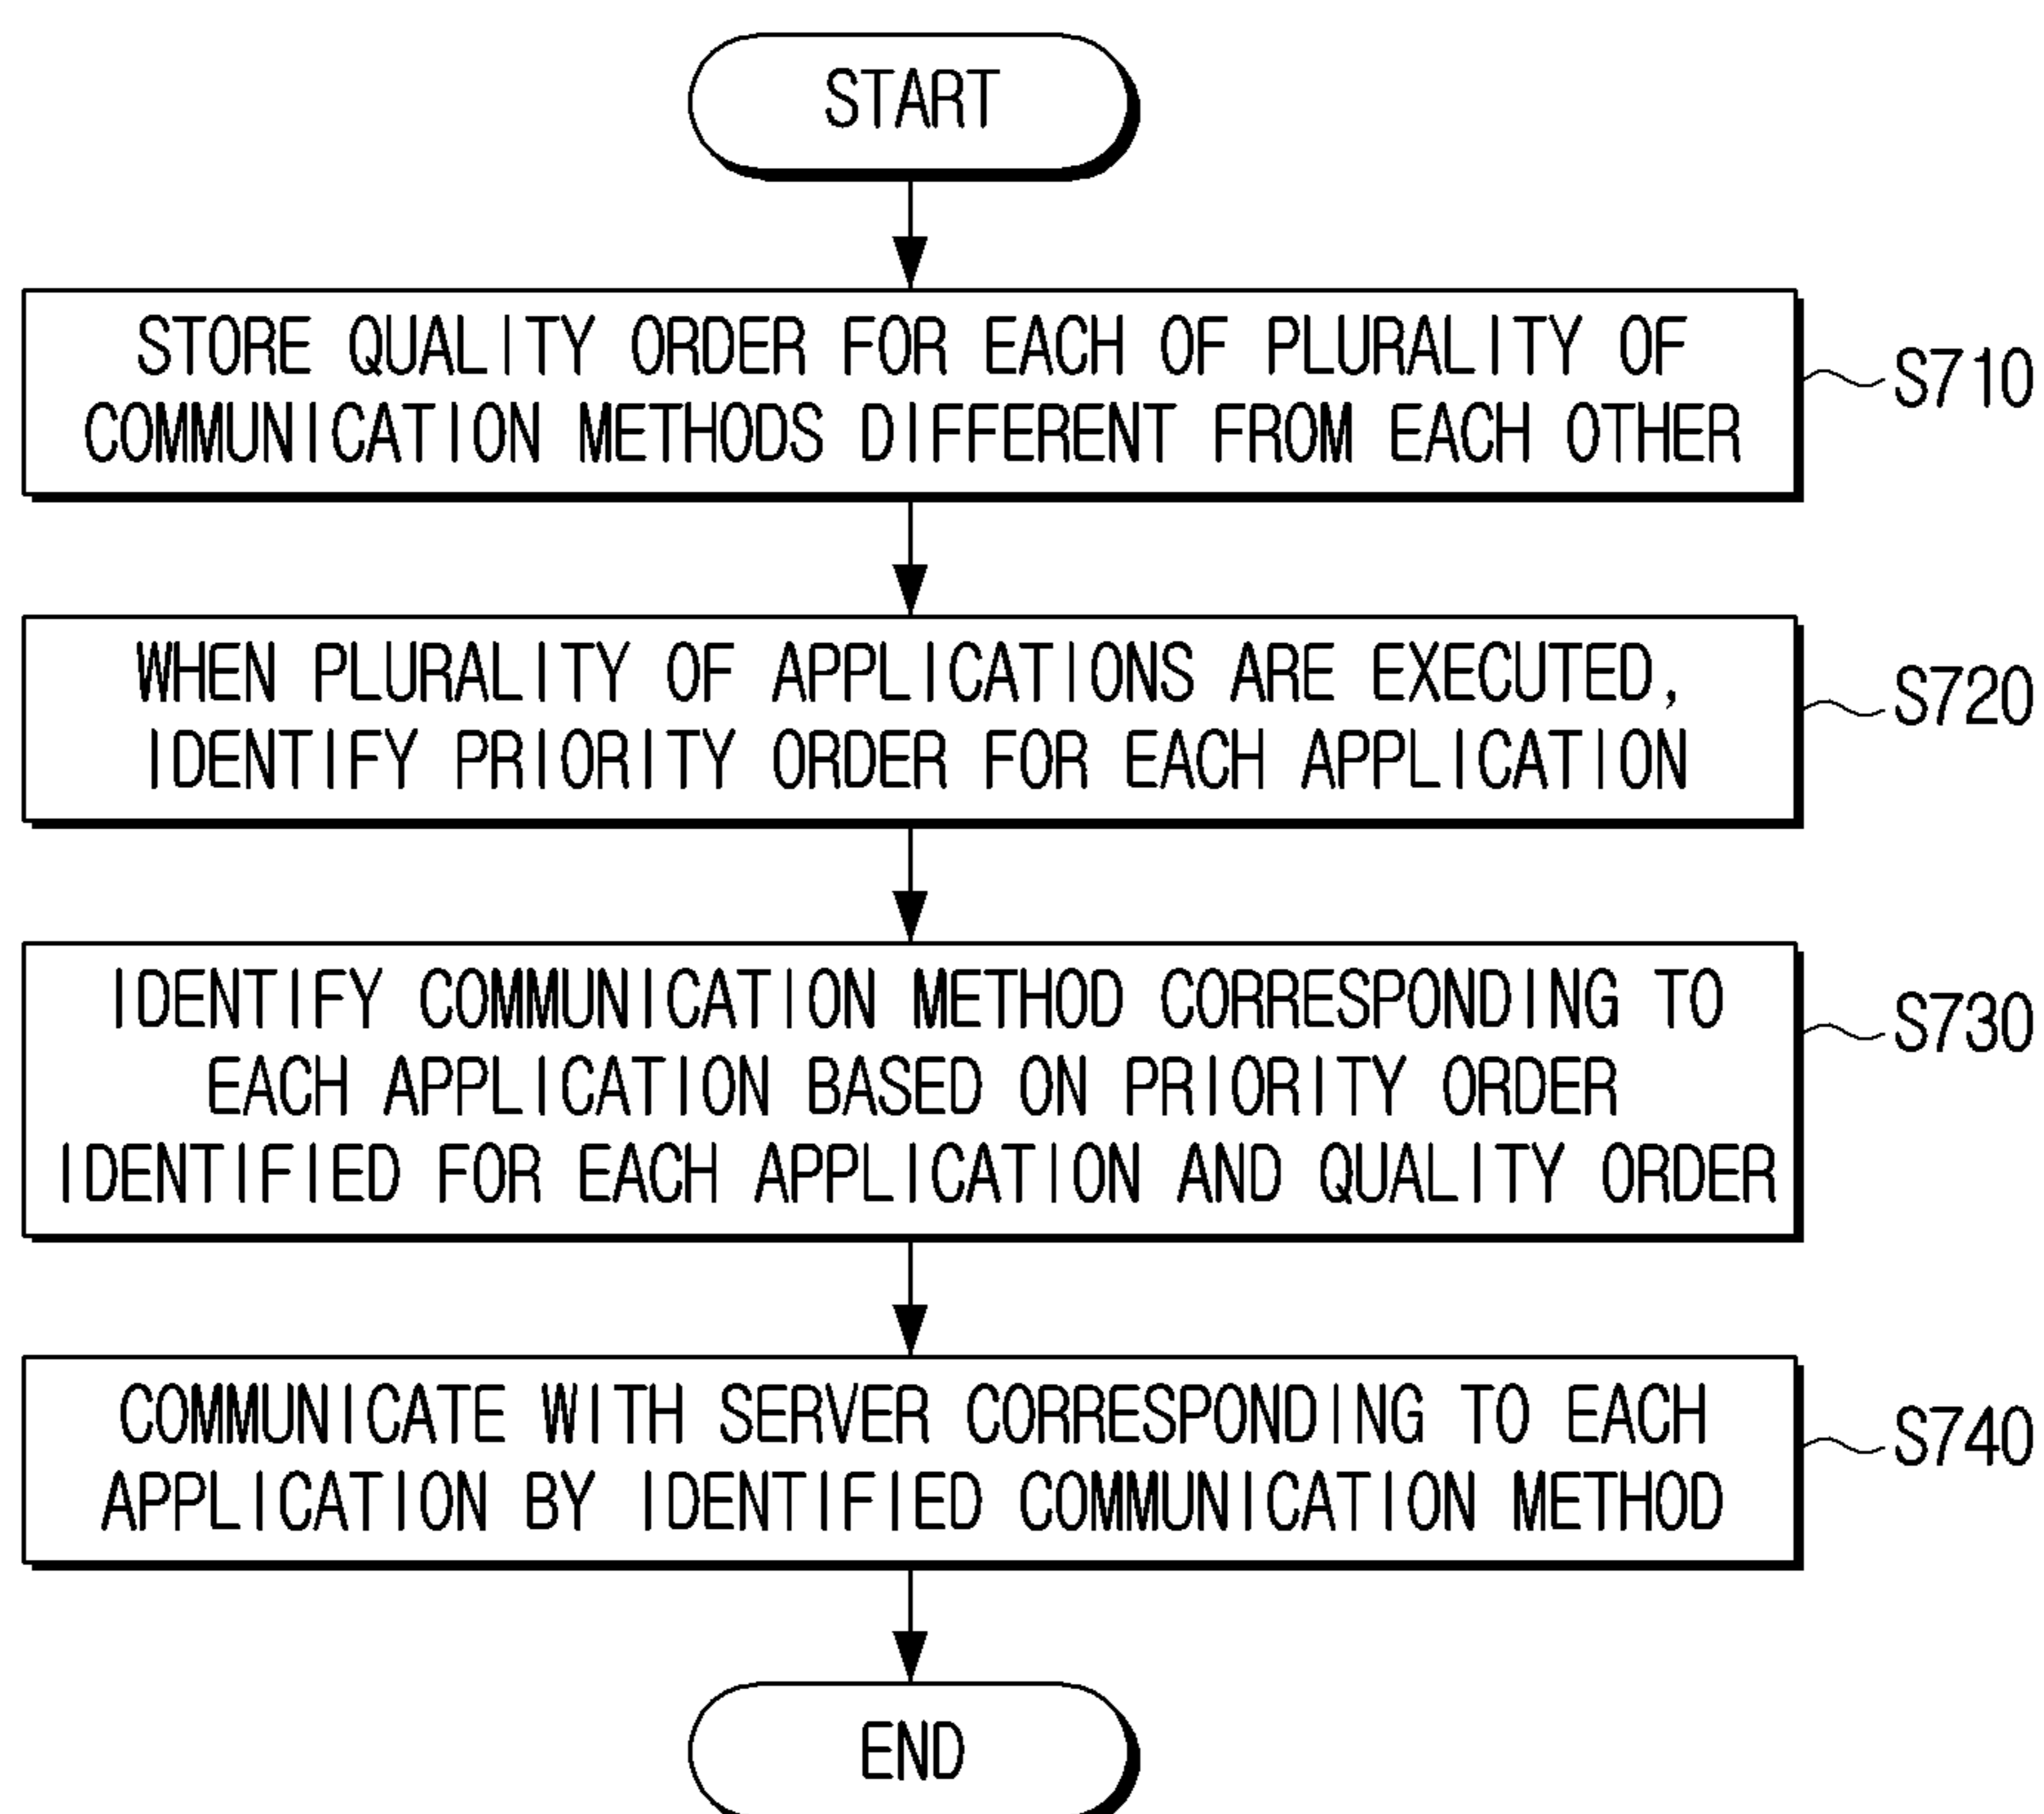 START
STORE QUALITY ORDER FOR EACH OF PLURALITY OF
COMMUNICATION METHODS DIFFERENT FROM EACH OTHER
S710
WHEN PLURALITY OF APPLICATIONS ARE EXECUTED,
IDENTIFY PRIORITY ORDER FOR EACH APPLICATION
S720
IDENTIFY COMMUNICATION METHOD CORRESPONDING TO
EACH APPLICATION BASED ON PRIORITY ORDER
IDENTIFIED FOR EACH APPLICATION AND QUALITY ORDER
S730
COMMUNICATE WITH SERVER CORRESPONDING TO EACH
APPLICATION BY IDENTIFIED COMMUNICATION METHOD
S740
END